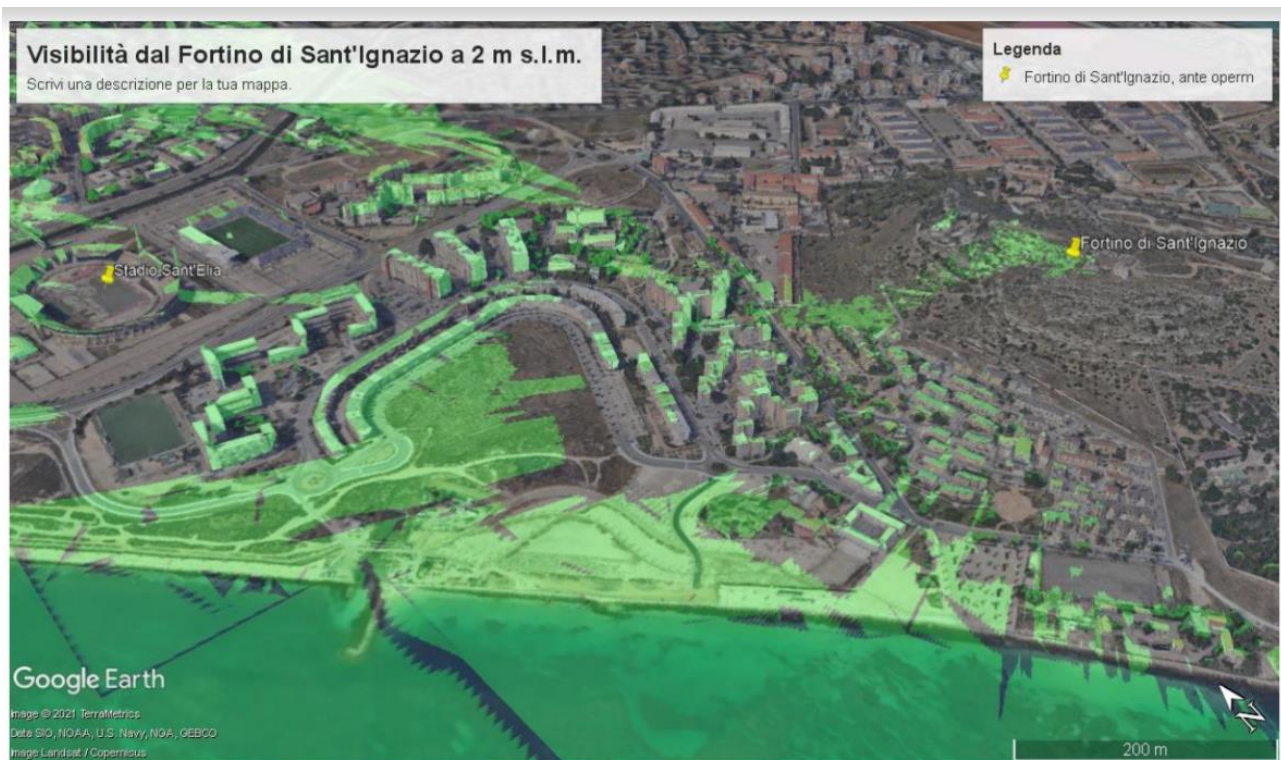 Visibilità dal Fortino di Sant'Ignazio a 2 m s.l.m.
Scrivi una descrizione per la tua mappa.
Legenda
Fortino di Sant'Ignazio, ante operm
Fortino di Sant'Ignazio
Stadio Sant'Elia
Google Earth
Image © 2021 TerraMetrics
Data SIO, NOAA, U.S. Navy, NGA, GEBCO
Image Landsat / Copernicus
N
200 m